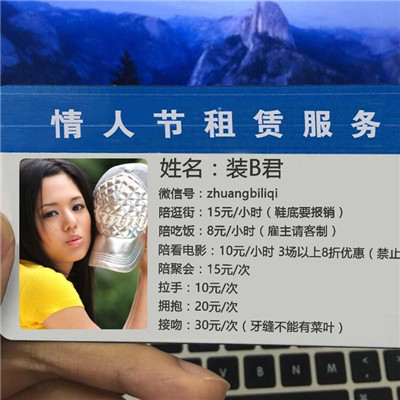 情人节租赁服务
姓名：装B君
微信号：zhuangbiliqi
陪逛街：15元/小时（鞋底要报销）
陪吃饭：8元/小时（雇主请客制）
陪看电影：10元/小时 3场以上8折优惠（禁止
陪聚会：15元/次
拉手：10元/次
拥抱：20元/次
接吻：30元/次（牙缝不能有菜叶）